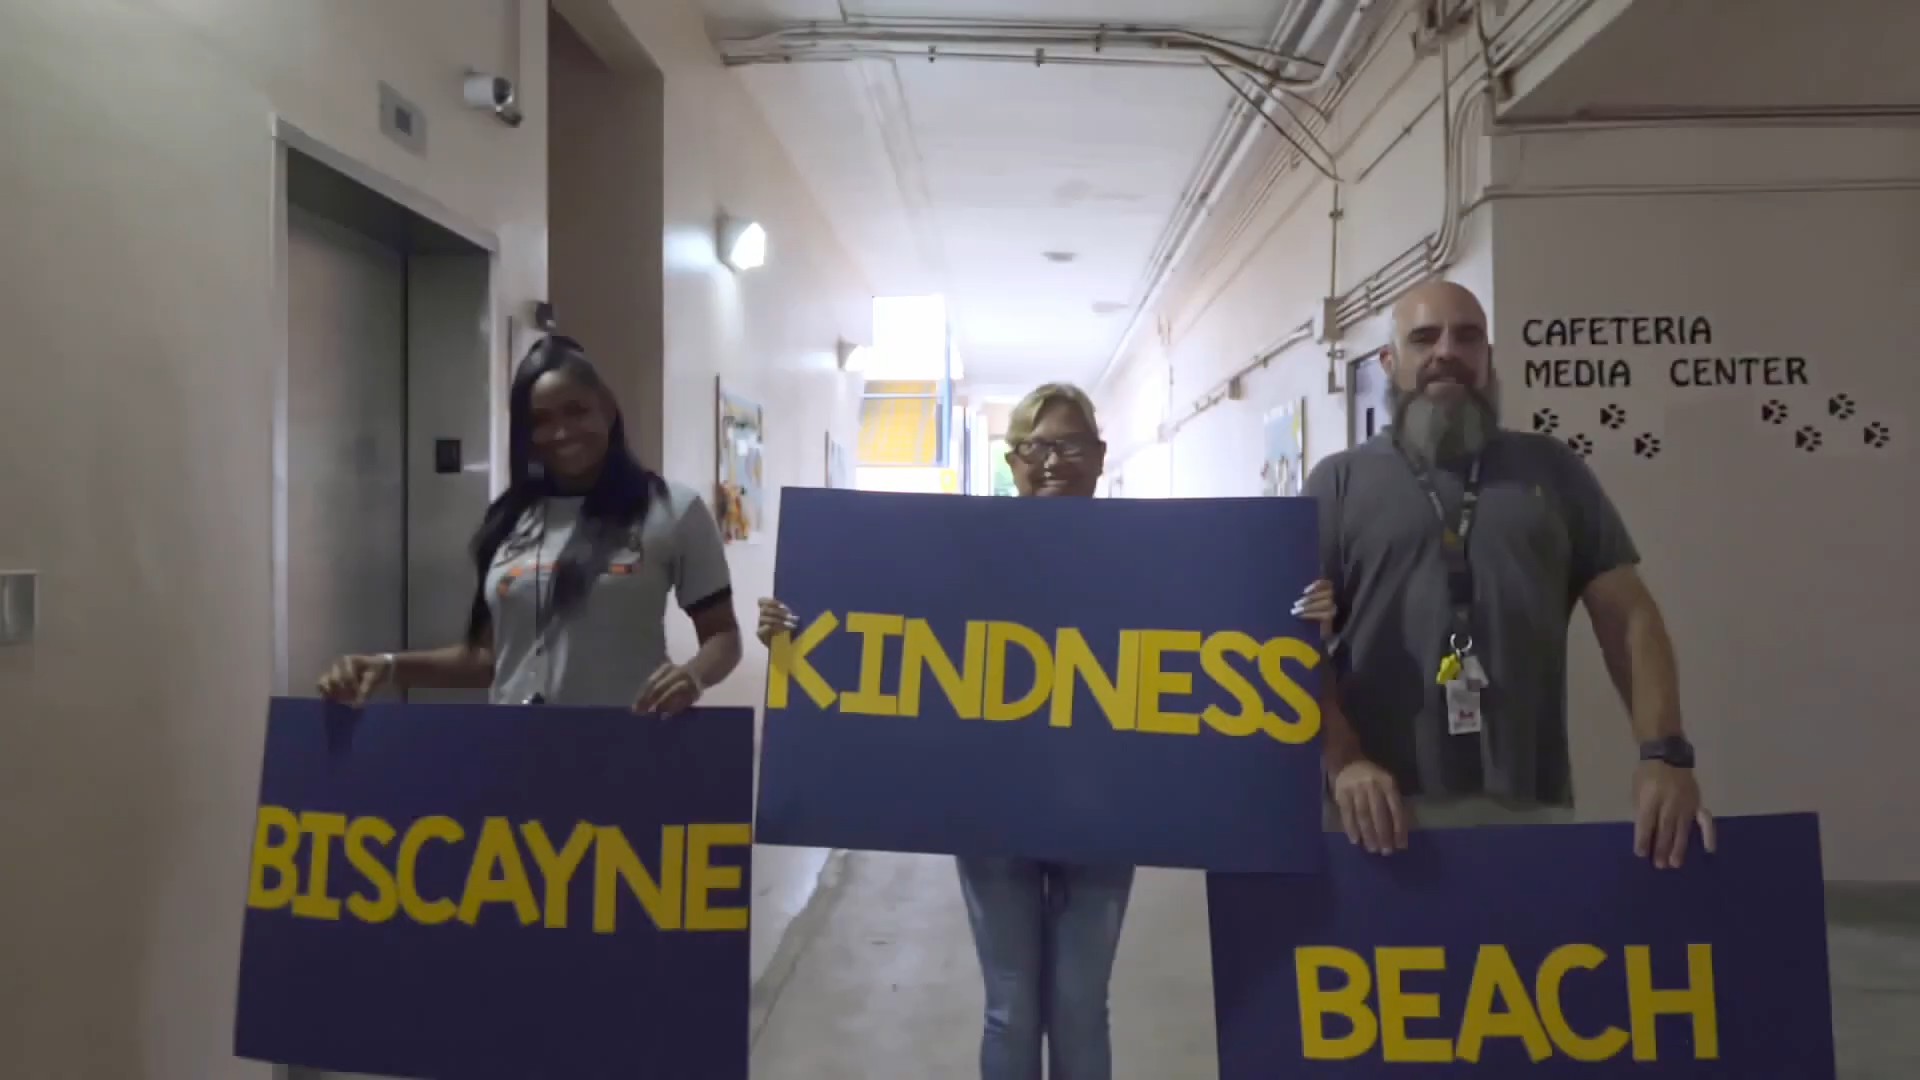 CAFETERIA
MEDIA CENTER
KINDNESS
BISCAYNE
BEACH